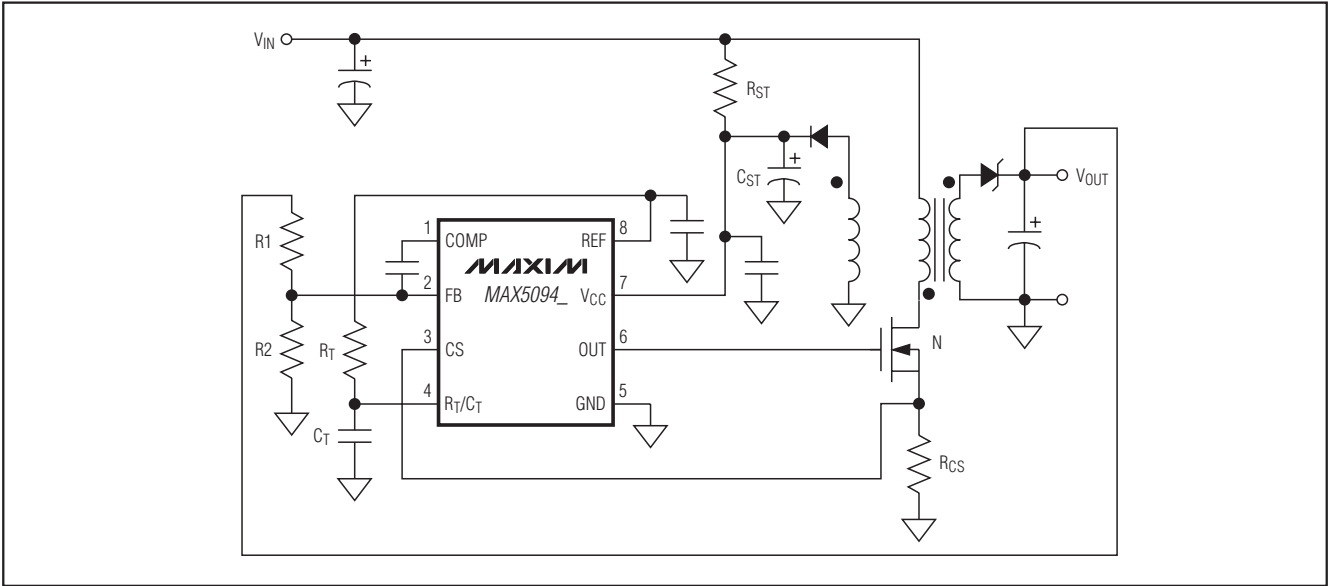 VIN
+
RST
+
CST
VOUT
+
R1
1
COMP
8
REF
MAXIM
MAX5094_
2
FB
7
VCC
R2
RT
3
CS
6
OUT
N
4
RT/CT
5
GND
CT
RCS